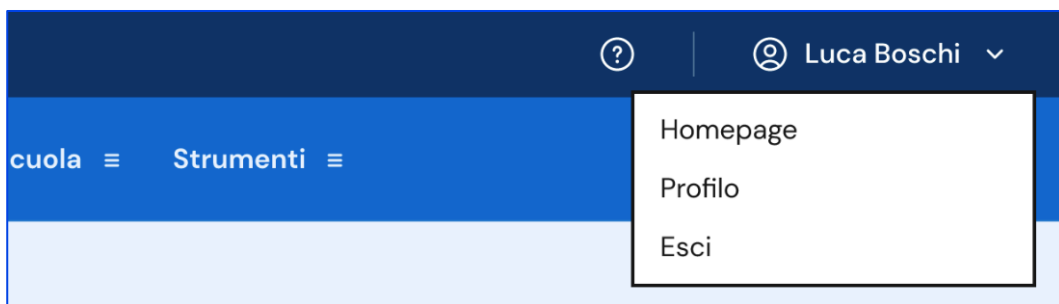 ? Luca Boschi
cuola Strumenti
Homepage
Profilo
Esci